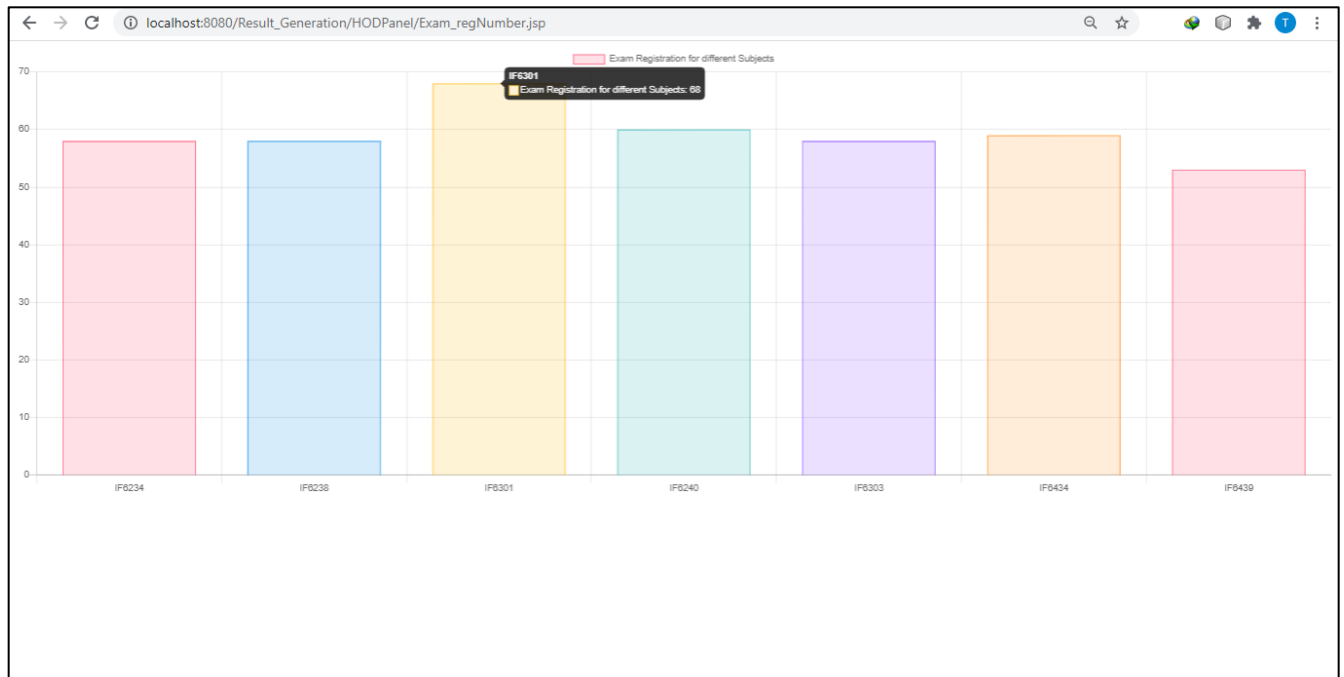 localhost:8080/Result_Generation/HODPanel/Exam_regNumber.jsp
T
Exam Registration for different Subjects
IF6301
Exam Registration for different Subjects: 68
70
60
50
40
30
20
10
0
IF6234 IF6238 IF6301 IF6240 IF6303 IF6434 IF6439